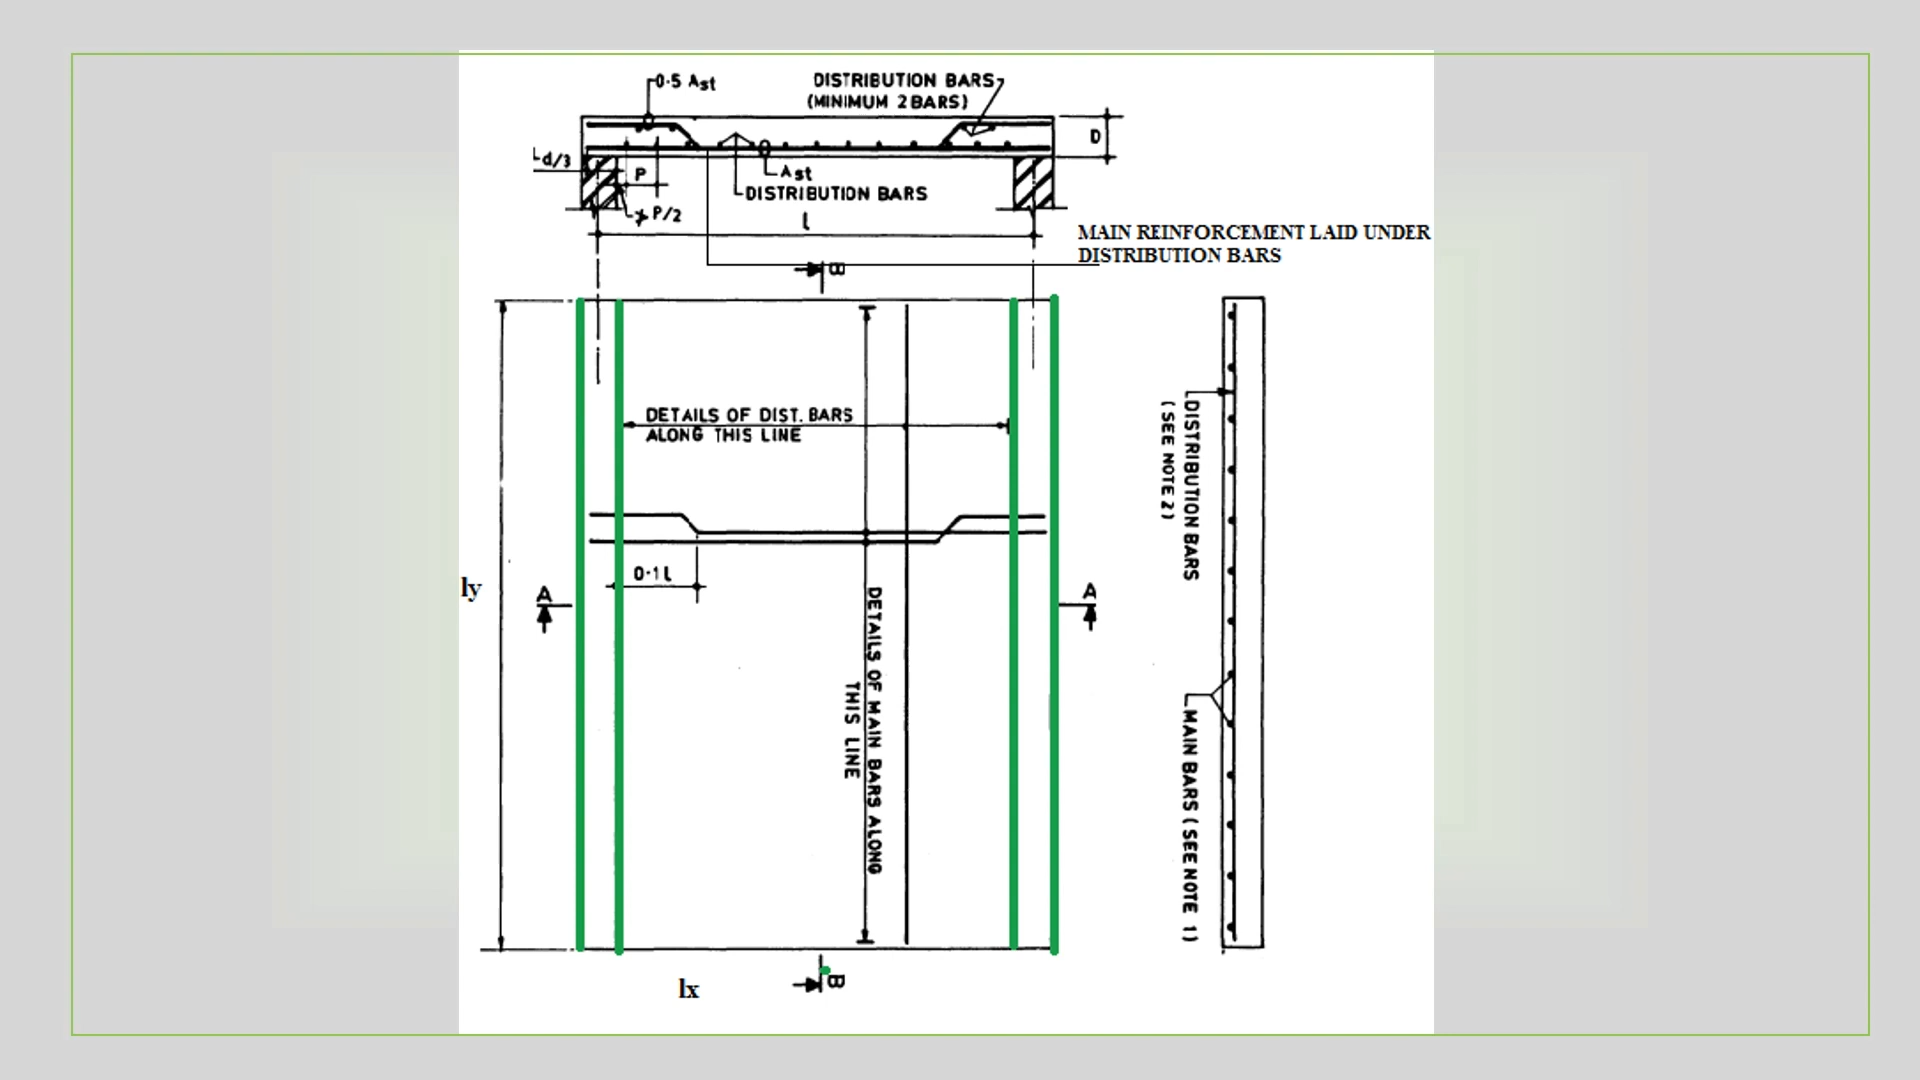 0·5 Ast
DISTRIBUTION BARS
(MINIMUM 2 BARS)
D
Ld/3
P
Ast
DISTRIBUTION BARS
≯ P/2
l
MAIN REINFORCEMENT LAID UNDER
DISTRIBUTION BARS
B
DETAILS OF DIST. BARS
ALONG THIS LINE
DISTRIBUTION BARS
(SEE NOTE 2)
0·1 l
ly
A
A
DETAILS OF MAIN BARS ALONG
THIS LINE
MAIN BARS (SEE NOTE 1)
B
lx